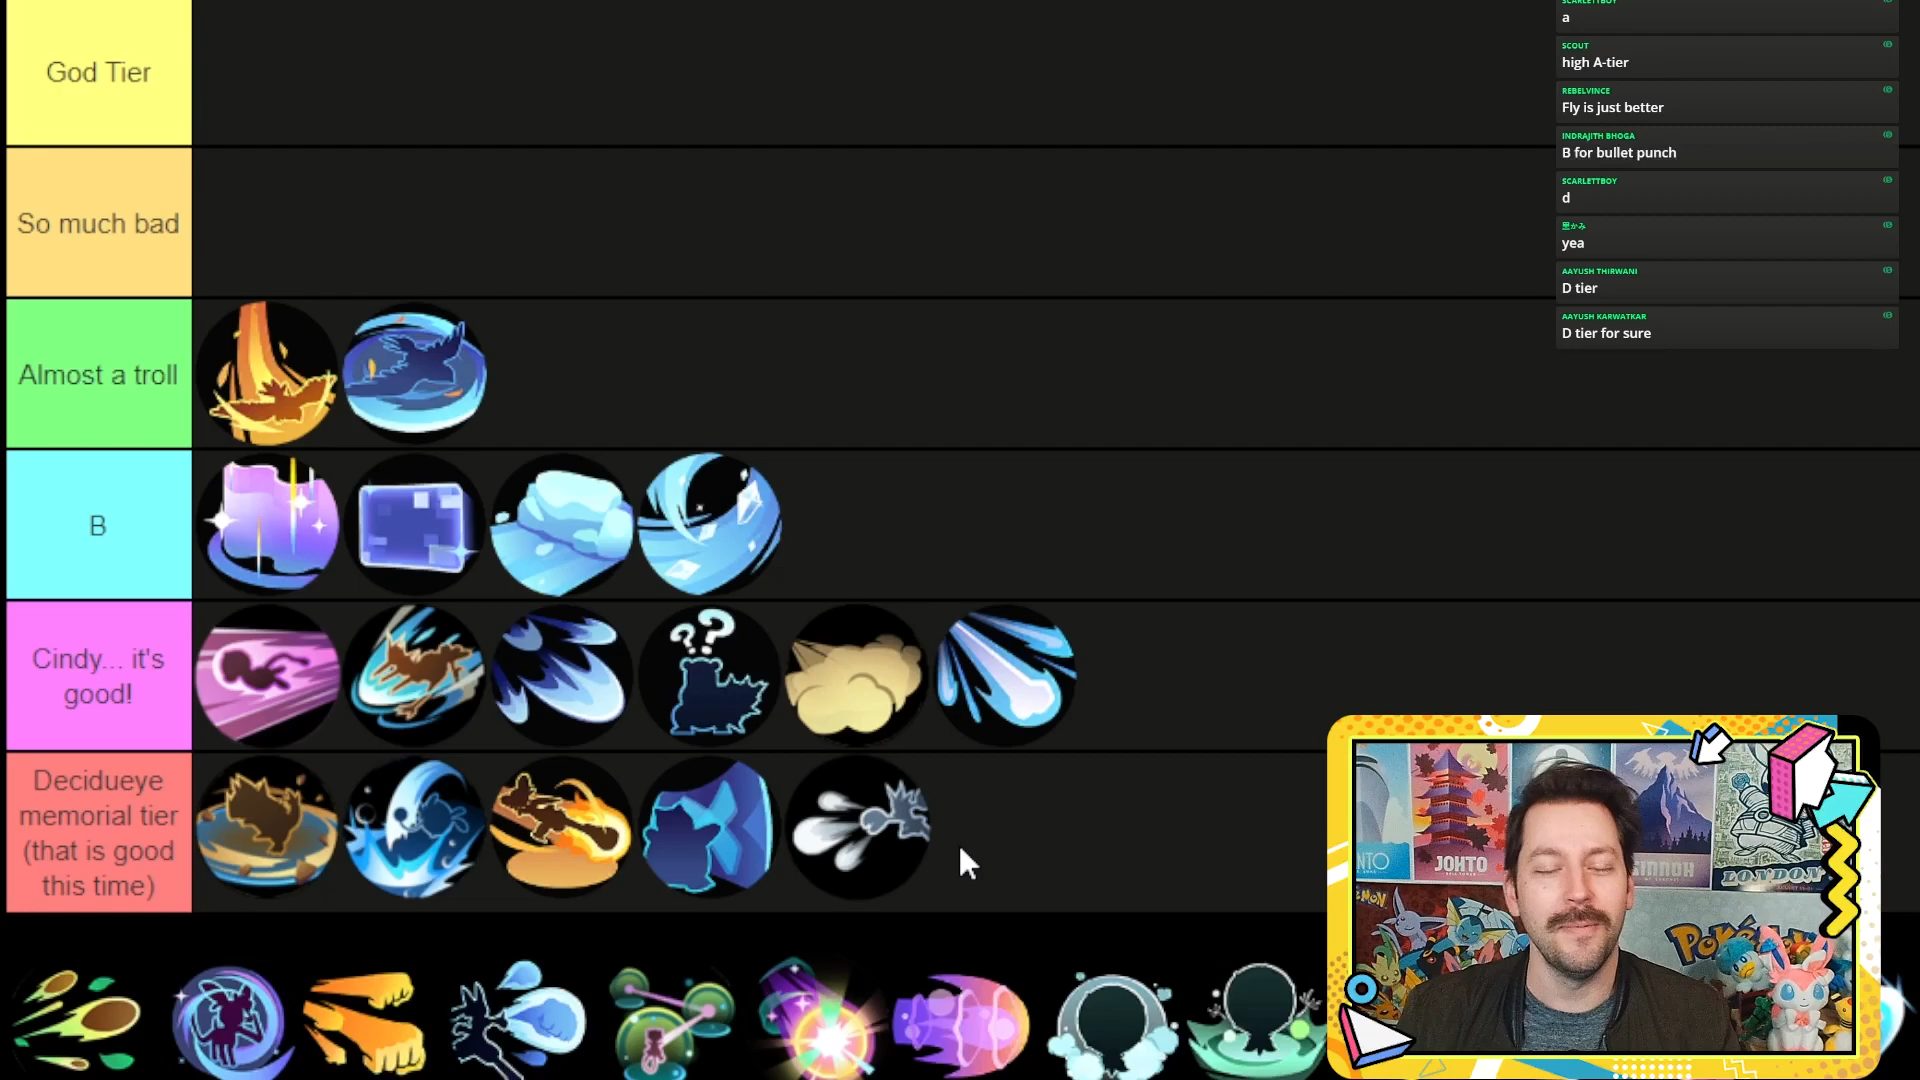 God Tier
So much bad
Almost a troll
B
Cindy... it's
good!
Decidueye
memorial tier
(that is good
this time)
SCARLETTBOY
a
SCOUT
high A-tier
REBELVINCE
Fly is just better
INDRAJITH BHOGA
B for bullet punch
SCARLETTBOY
d
yea
AAYUSH THIRWANI
D tier
AAYUSH KARWATKAR
D tier for sure
NTO
JOHTO
SINNOH
LONDON